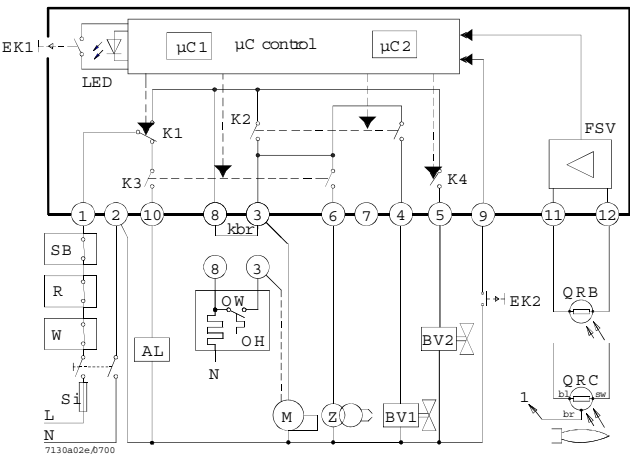 EK1
LED
µC1
µC control
µC2
FSV
K1
K2
K3
K4
1
2
10
8
3
6
7
4
5
9
11
12
kbr
SB
R
W
8
3
OW
OH
N
AL
EK2
QRB
BV2
Si
L
N
M
Z
BV1
QRC
bl
sw
br
1
7130a02e/0700